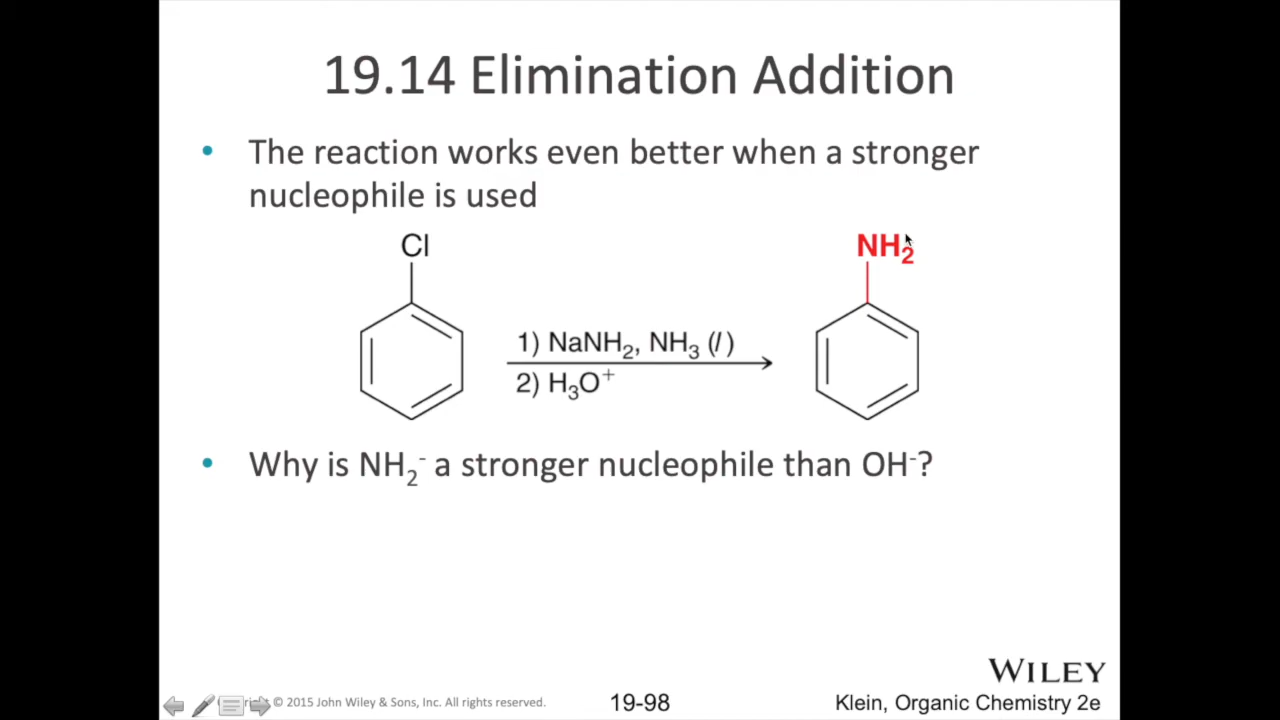 19.14 Elimination Addition
• The reaction works even better when a stronger
nucleophile is used
Cl
NH₂
1) NaNH₂, NH₃ (l)
2) H₃O⁺
• Why is NH₂⁻ a stronger nucleophile than OH⁻?
WILEY
© 2015 John Wiley & Sons, Inc. All rights reserved.
19-98
Klein, Organic Chemistry 2e